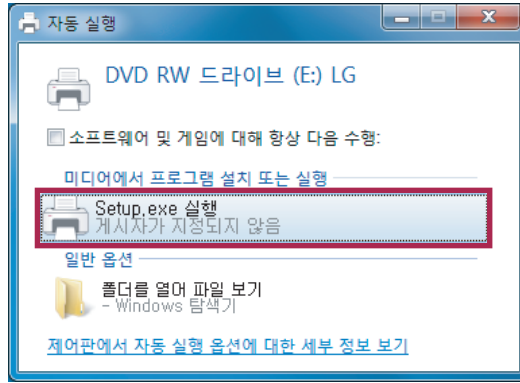 자동 실행
DVD RW 드라이브 (E:) LG
소프트웨어 및 게임에 대해 항상 다음 수행:
미디어에서 프로그램 설치 또는 실행
Setup.exe 실행
게시자가 지정되지 않음
일반 옵션
폴더를 열어 파일 보기
- Windows 탐색기
제어판에서 자동 실행 옵션에 대한 세부 정보 보기